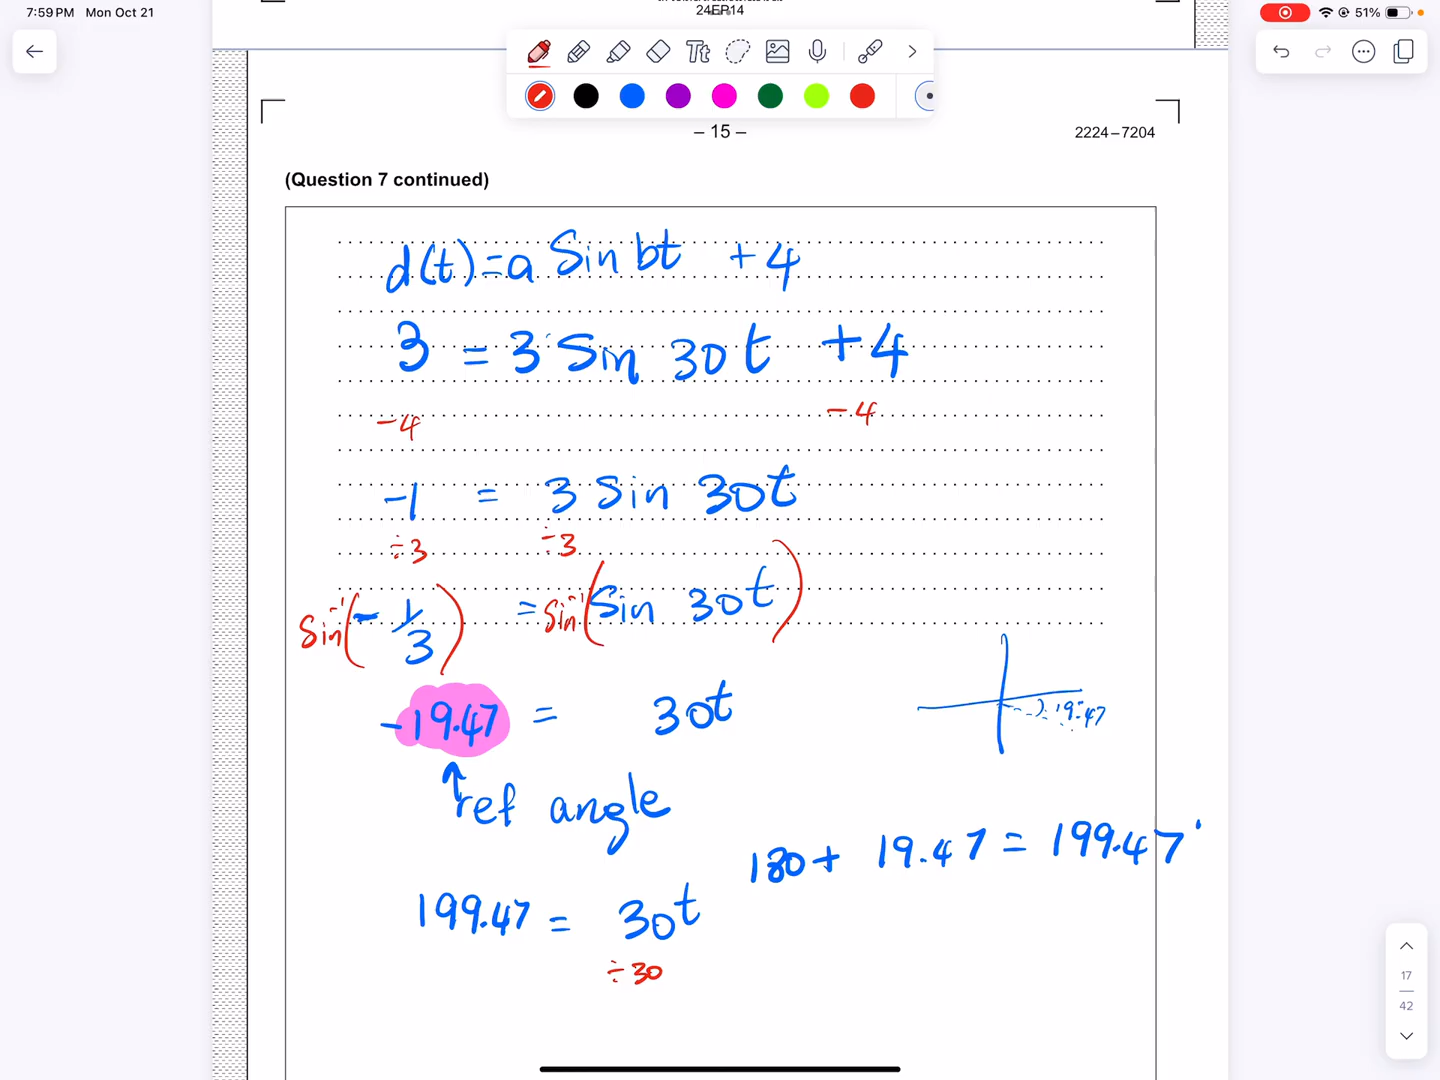 7:59 PM Mon Oct 21
51%
24EP14
Tt
– 15 –
2224–7204
(Question 7 continued)
d(t)=a Sin bt +4
3 = 3 Sin 30t +4
-4 -4
-1 = 3 Sin 30t
÷3 ÷3
Sin⁻¹(-1/3) = Sin⁻¹(Sin 30t)
-19.47 = 30t
19.47
ref angle
180+ 19.47 = 199.47°
199.47 = 30t
÷30
17
42